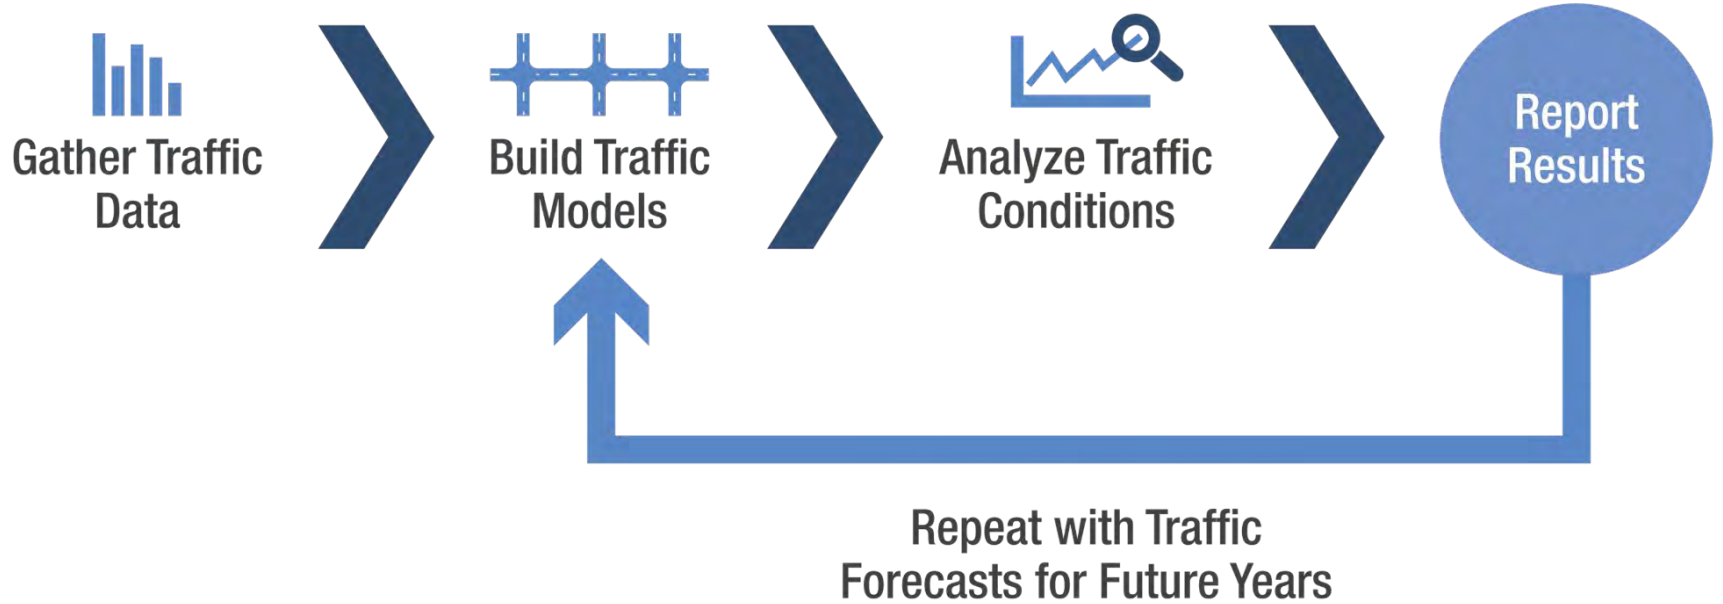 Gather Traffic
Data
Build Traffic
Models
Analyze Traffic
Conditions
Report
Results
Repeat with Traffic
Forecasts for Future Years